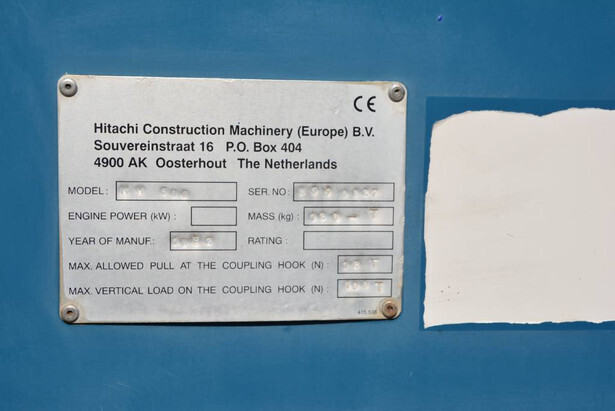 CE
Hitachi Construction Machinery (Europe) B.V.
Souvereinstraat 16 P.O. Box 404
4900 AK Oosterhout The Netherlands
MODEL : SER. NO :
ENGINE POWER (kW) : MASS (kg) :
YEAR OF MANUF. : RATING :
MAX. ALLOWED PULL AT THE COUPLING HOOK (N) : T
MAX. VERTICAL LOAD ON THE COUPLING HOOK (N) : T